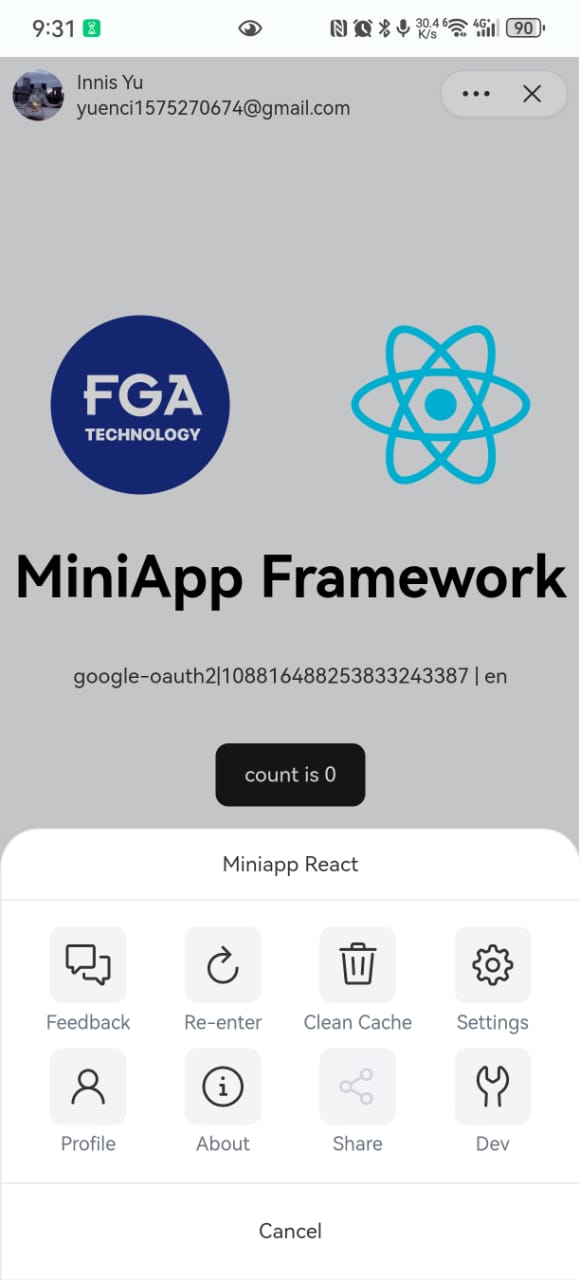 9:31
30.4 K/s
6
4G
90
Innis Yu
yuenci1575270674@gmail.com
FGA
TECHNOLOGY
MiniApp Framework
google-oauth2|108816488253833243387 | en
count is 0
Miniapp React
Feedback
Re-enter
Clean Cache
Settings
Profile
About
Share
Dev
Cancel